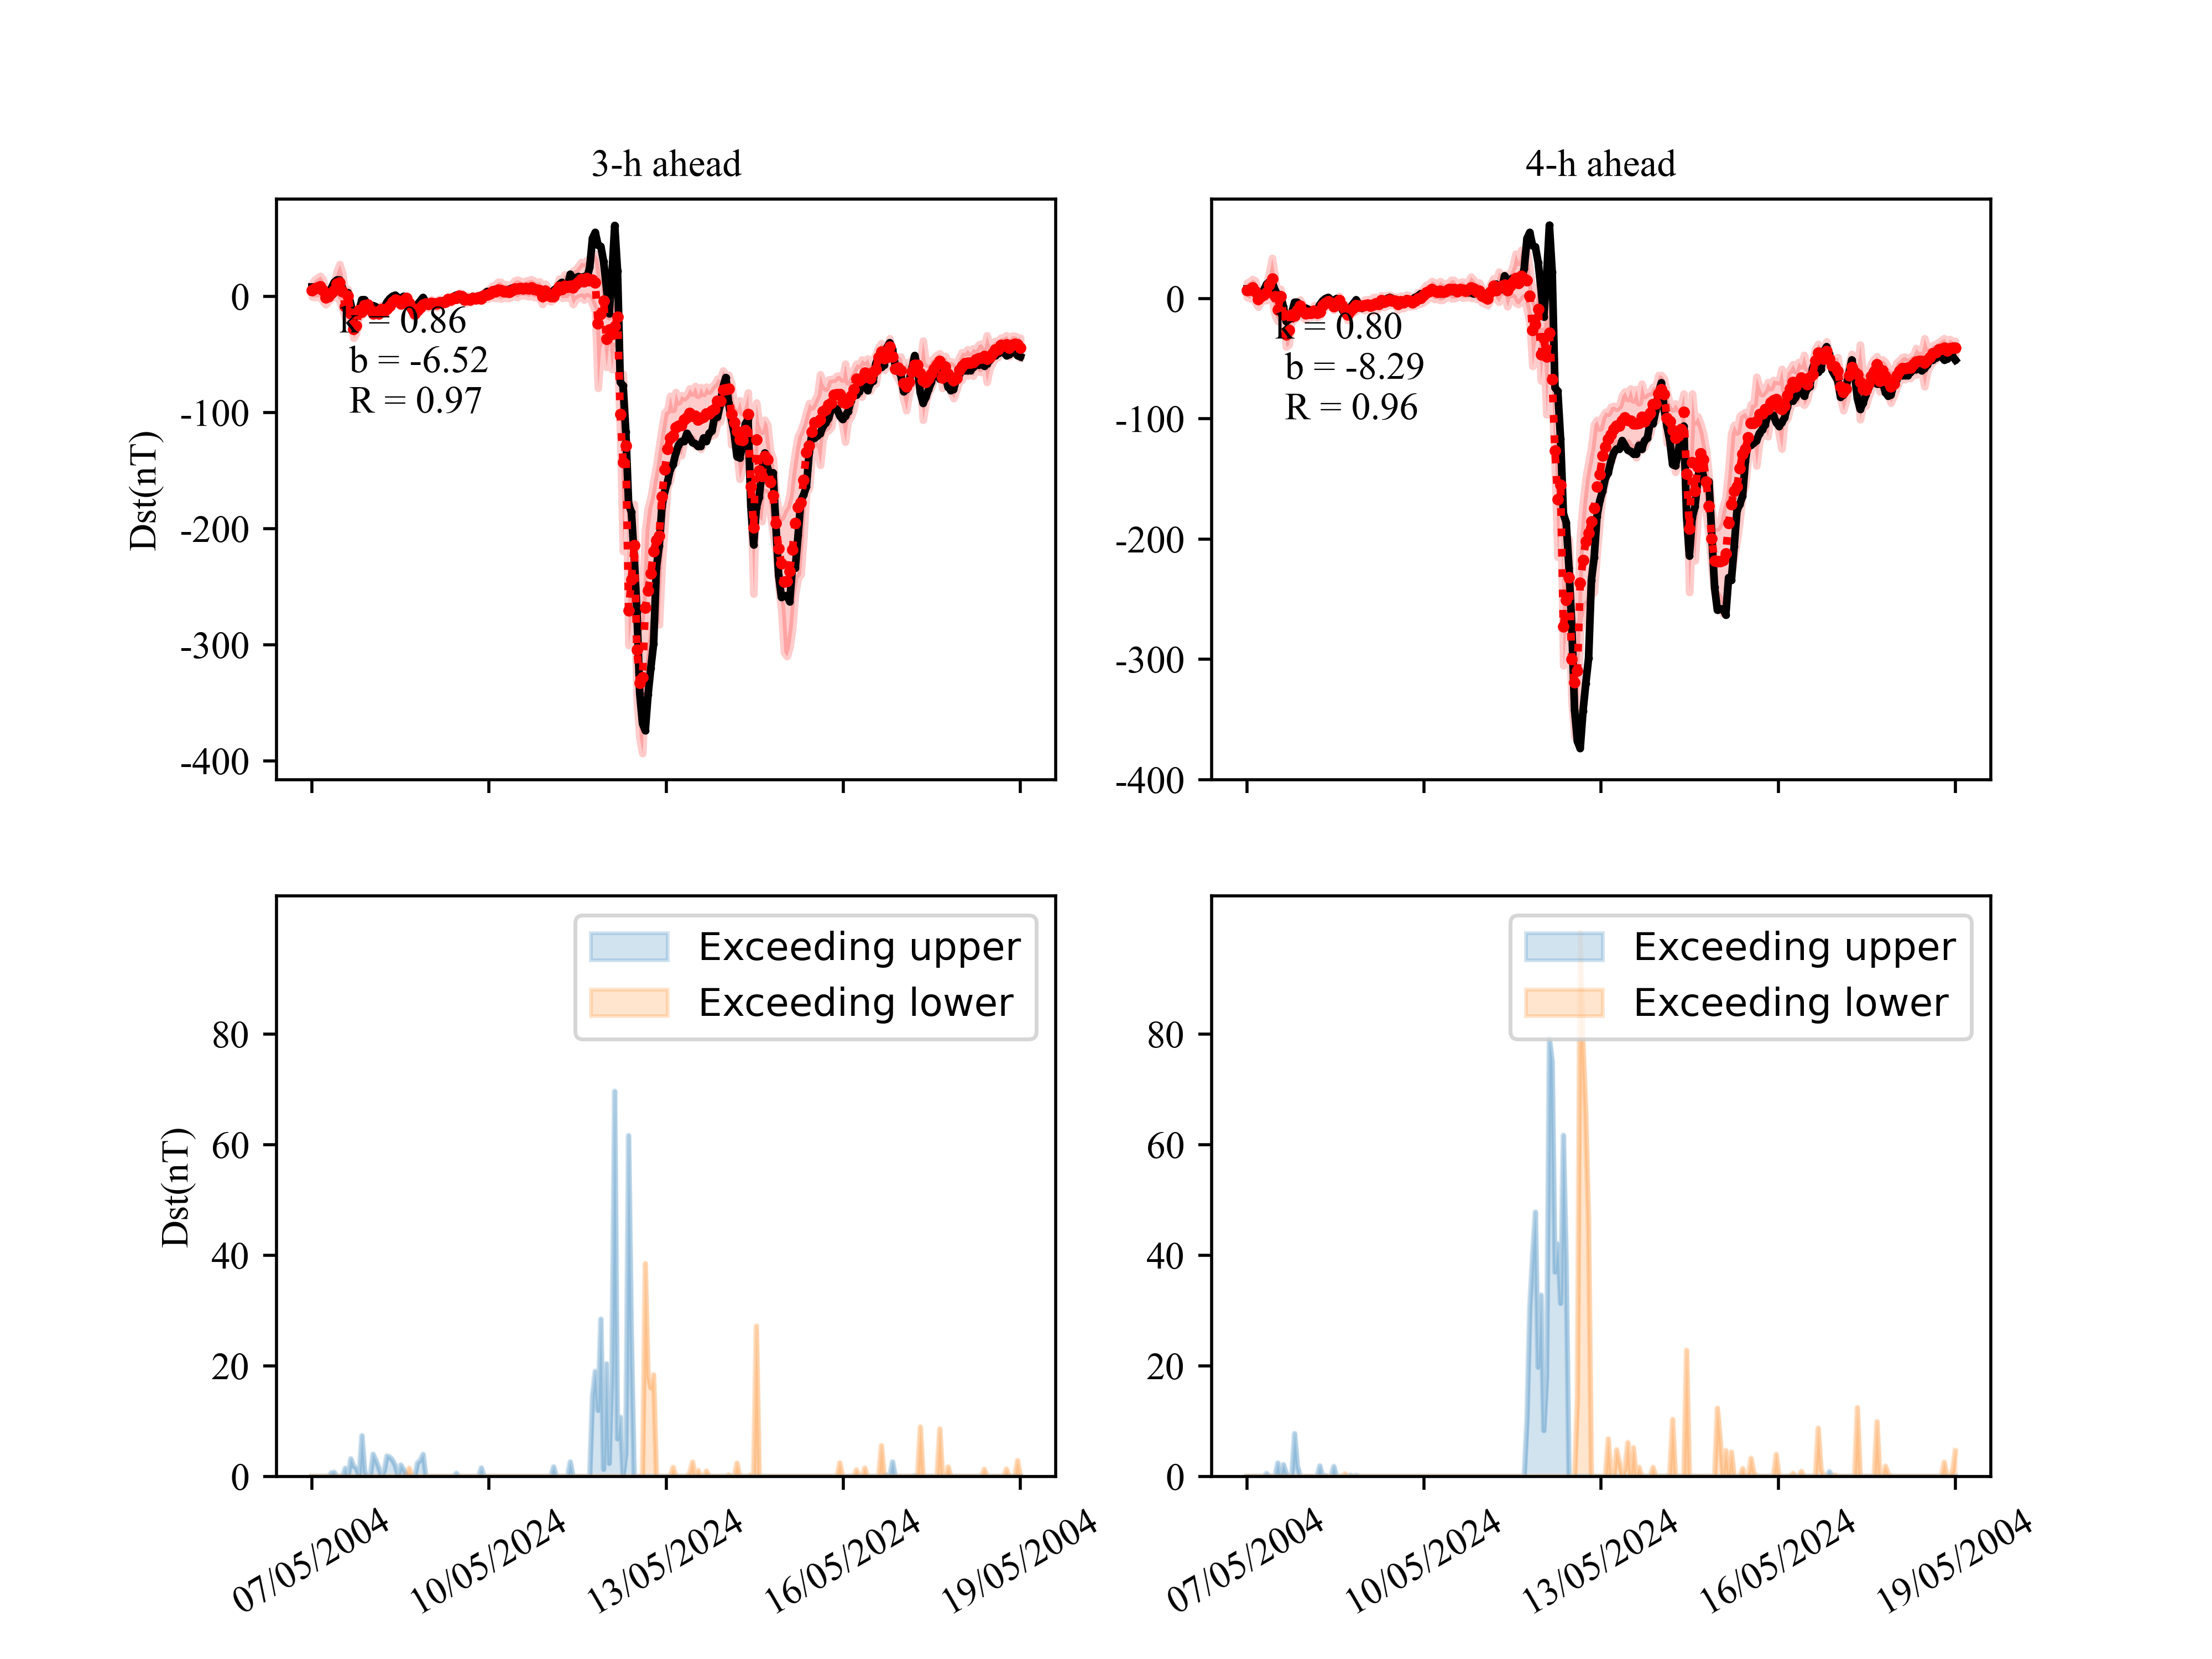 3-h ahead
4-h ahead
0
-100
-200
-300
-400
Dst(nT)
R = 0.86
b = -6.52
R = 0.97
0
-100
-200
-300
-400
R = 0.80
b = -8.29
R = 0.96
Exceeding upper
Exceeding lower
80
60
40
20
0
Dst(nT)
07/05/2004
10/05/2024
13/05/2024
16/05/2024
19/05/2004
Exceeding upper
Exceeding lower
80
60
40
20
0
07/05/2004
10/05/2024
13/05/2024
16/05/2024
19/05/2004